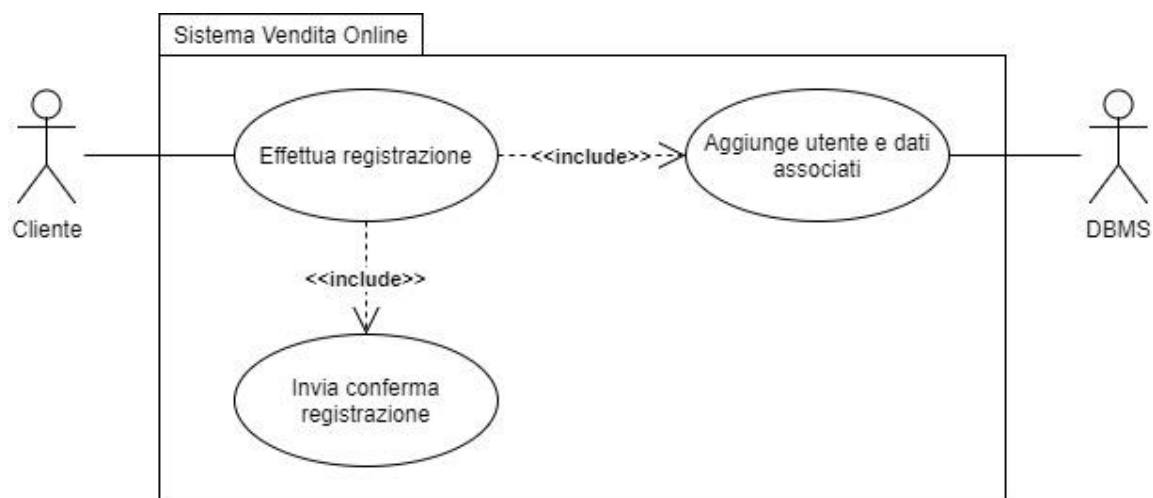 Sistema Vendita Online
Effettua registrazione
<<include>>
Aggiunge utente e dati
associati
Cliente
DBMS
<<include>>
Invia conferma
registrazione